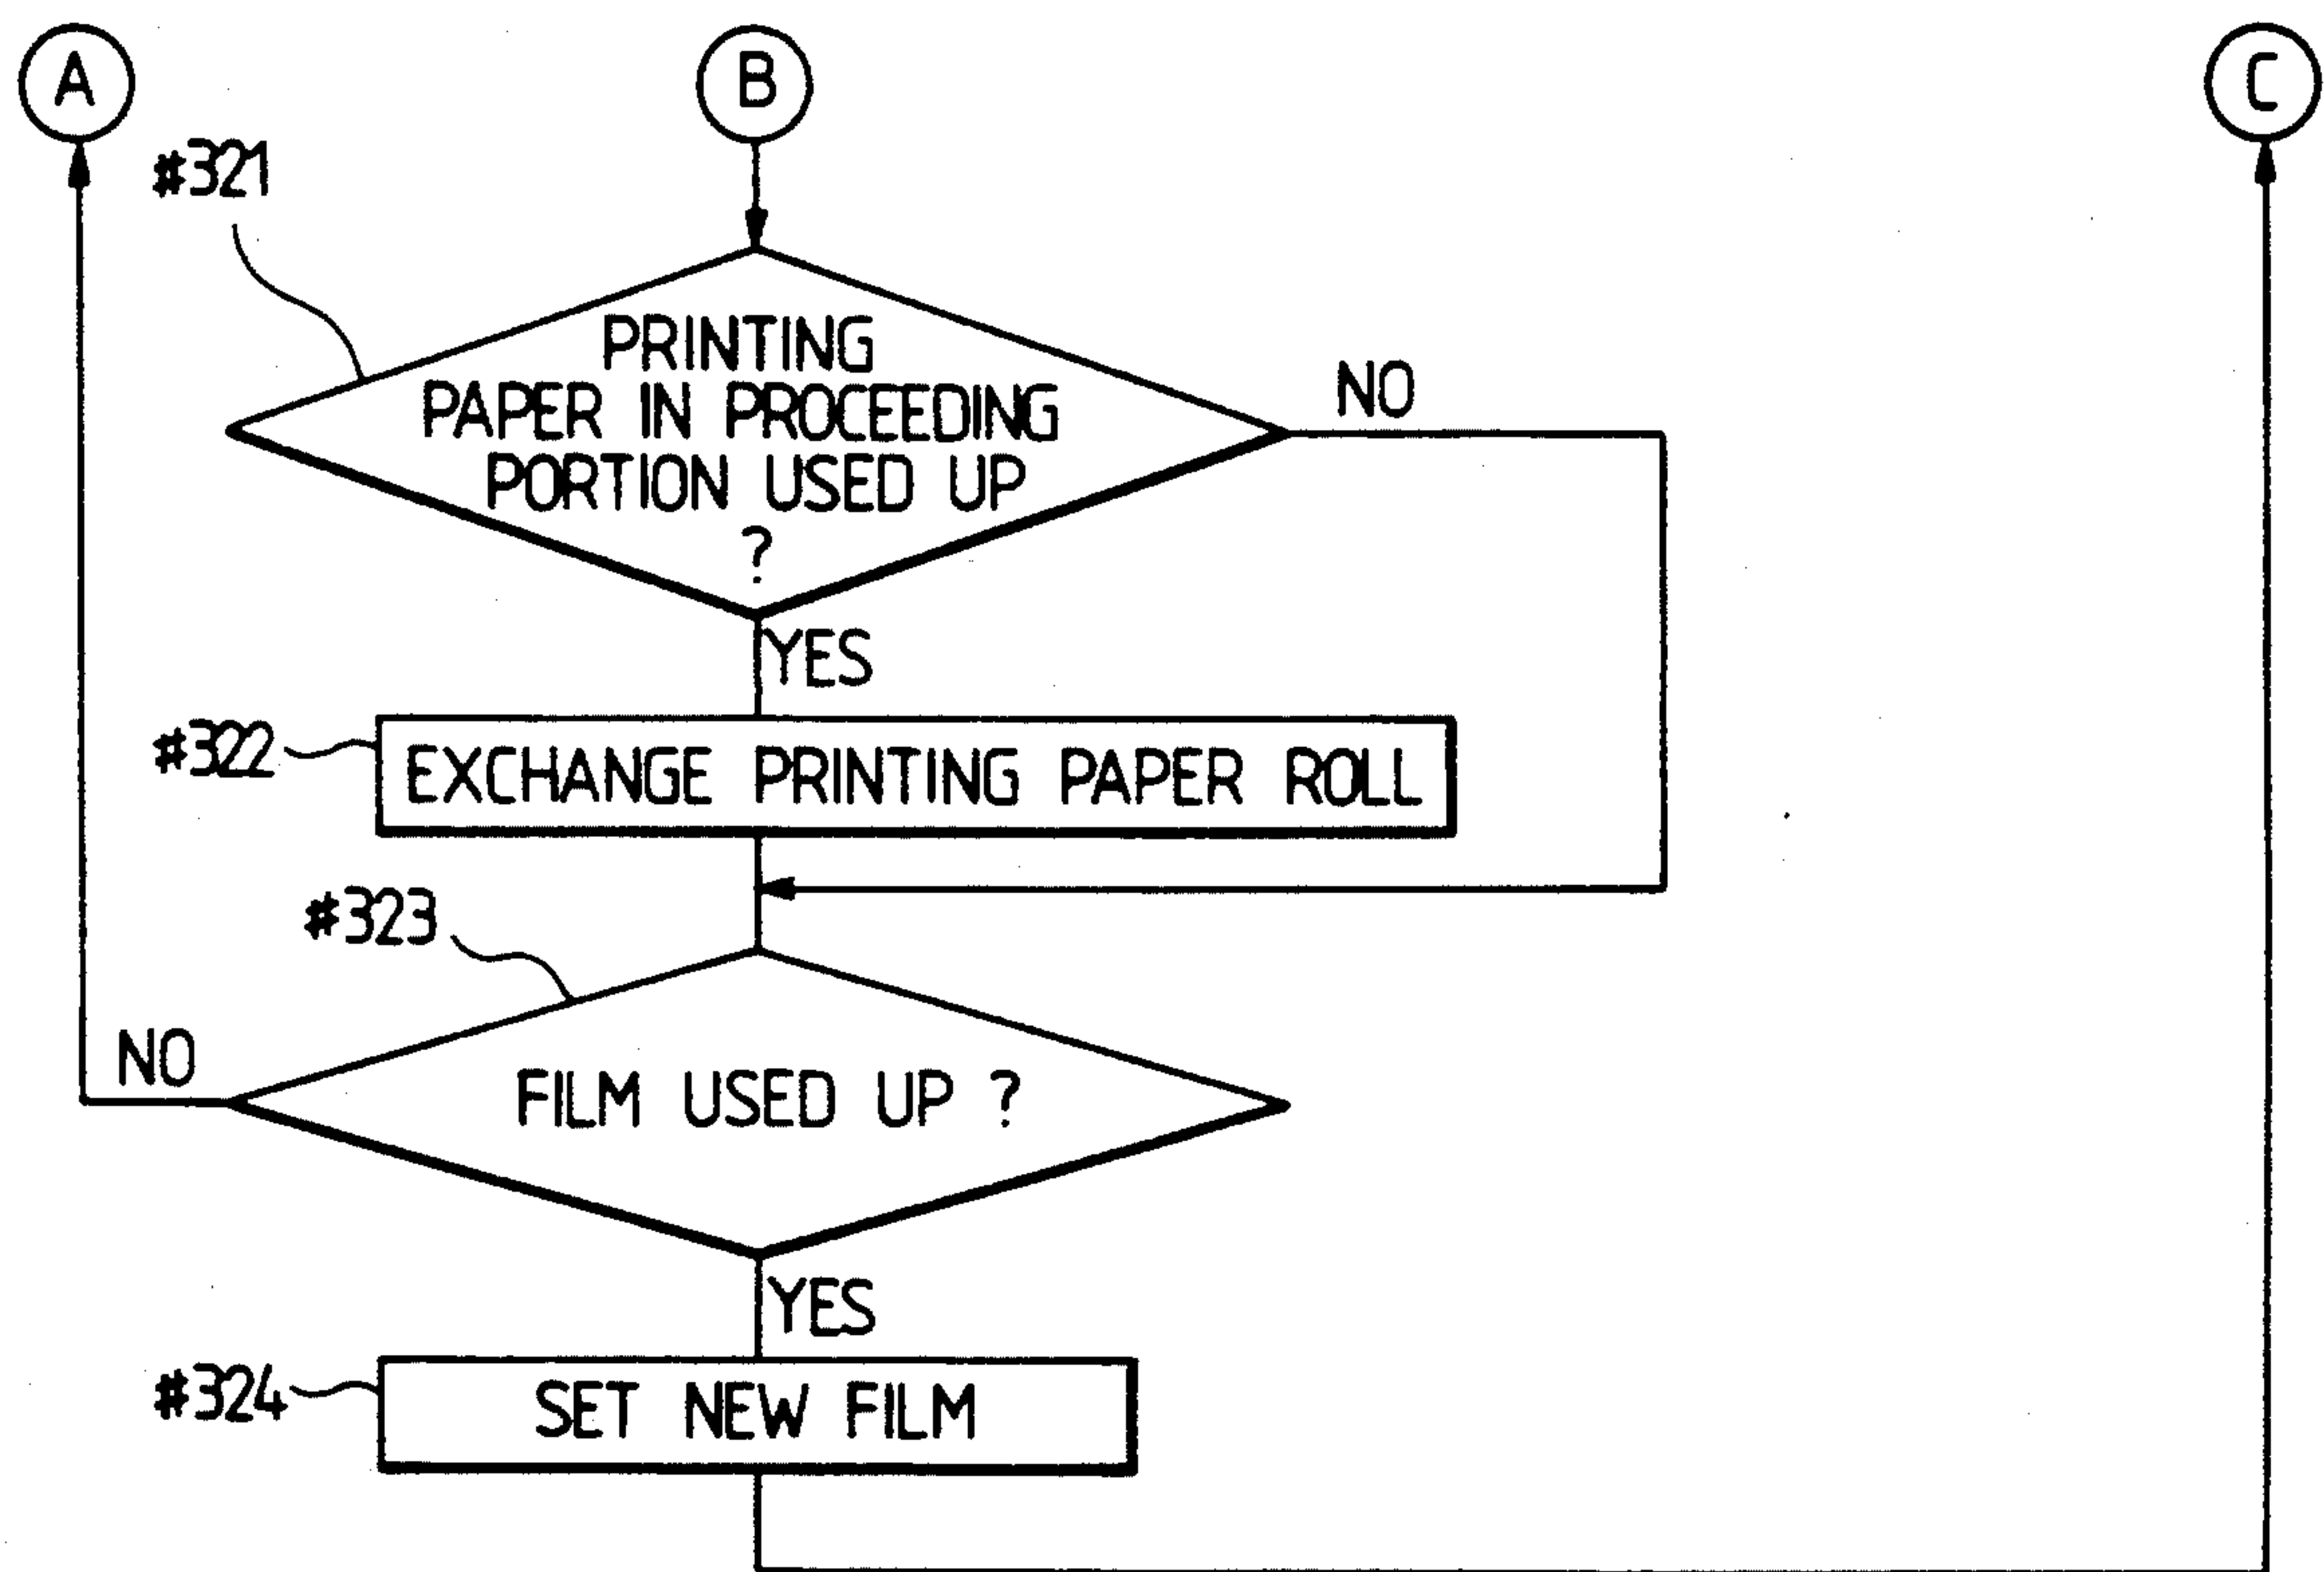 A
B
C
#321
PRINTING
PAPER IN PROCEEDING
PORTION USED UP
?
NO
YES
#322
EXCHANGE PRINTING PAPER ROLL
#323
NO
FILM USED UP ?
YES
#324
SET NEW FILM